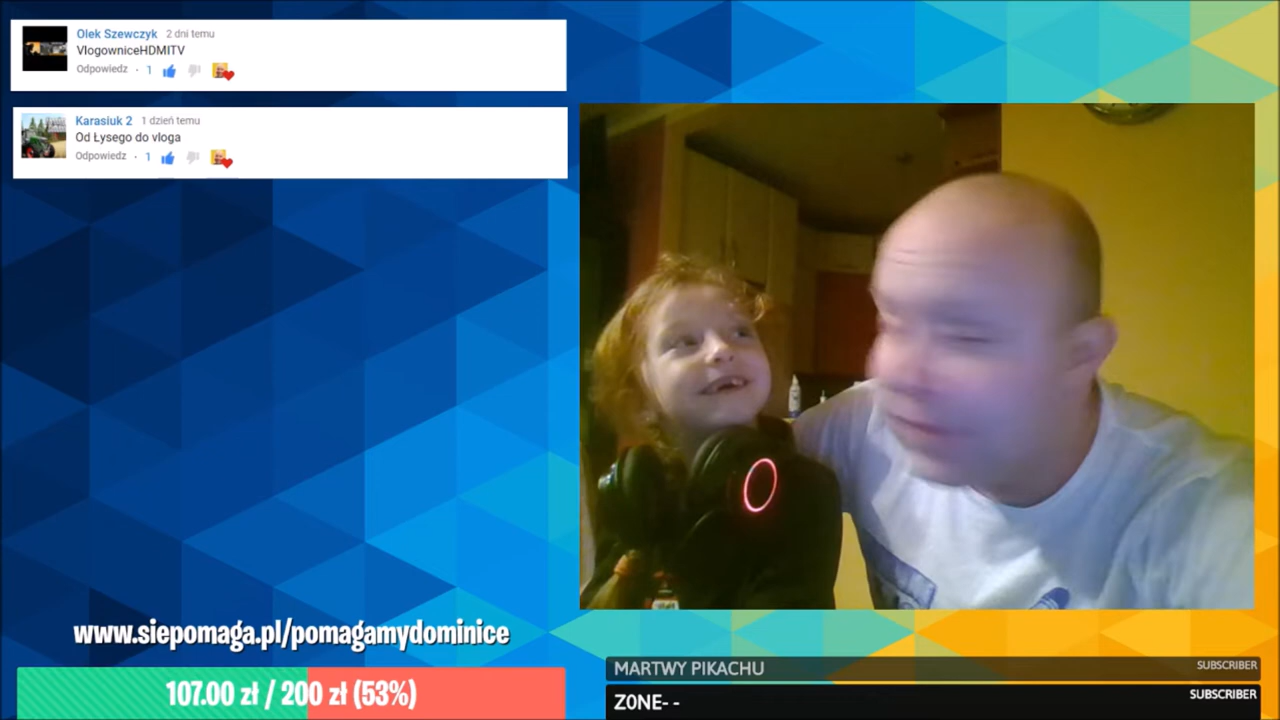 Olek Szewczyk 2 dni temu
VlogowniceHDMITV
Odpowiedz · 1
Karasiuk 2 1 dzień temu
Od Łysego do vloga
Odpowiedz · 1
www.siepomaga.pl/pomagamydominice
107.00 zł / 200 zł (53%)
MARTWY PIKACHU SUBSCRIBER
Z0NE- - SUBSCRIBER